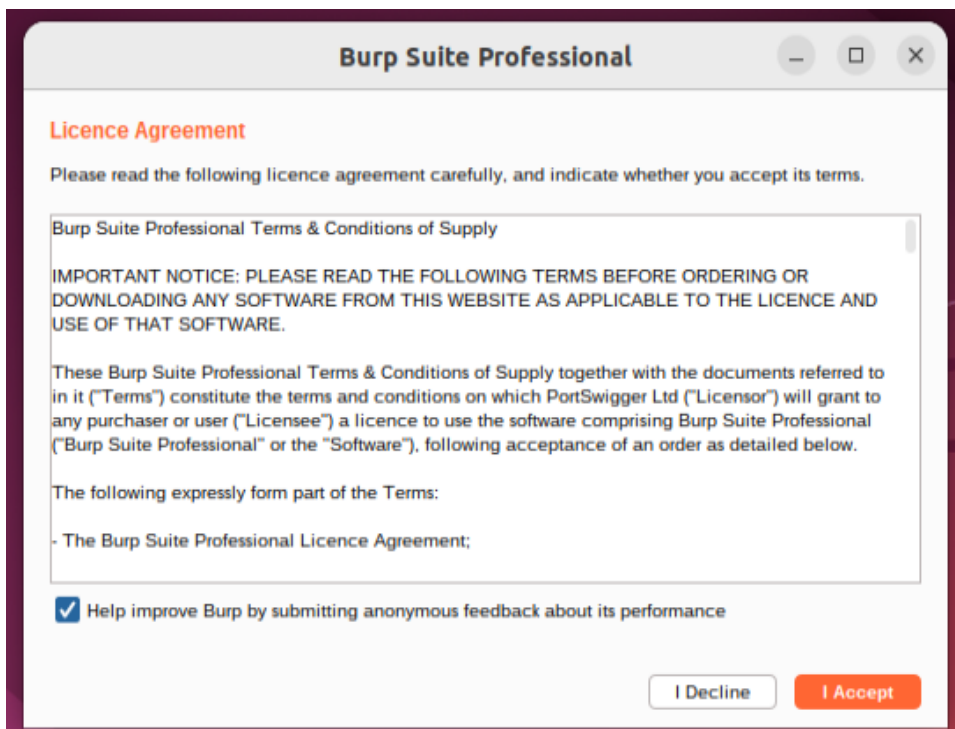 Burp Suite Professional
Licence Agreement
Please read the following licence agreement carefully, and indicate whether you accept its terms.
Burp Suite Professional Terms & Conditions of Supply
IMPORTANT NOTICE: PLEASE READ THE FOLLOWING TERMS BEFORE ORDERING OR
DOWNLOADING ANY SOFTWARE FROM THIS WEBSITE AS APPLICABLE TO THE LICENCE AND
USE OF THAT SOFTWARE.
These Burp Suite Professional Terms & Conditions of Supply together with the documents referred to
in it ("Terms") constitute the terms and conditions on which PortSwigger Ltd ("Licensor") will grant to
any purchaser or user ("Licensee") a licence to use the software comprising Burp Suite Professional
("Burp Suite Professional" or the "Software"), following acceptance of an order as detailed below.
The following expressly form part of the Terms:
- The Burp Suite Professional Licence Agreement;
Help improve Burp by submitting anonymous feedback about its performance
I Decline
I Accept